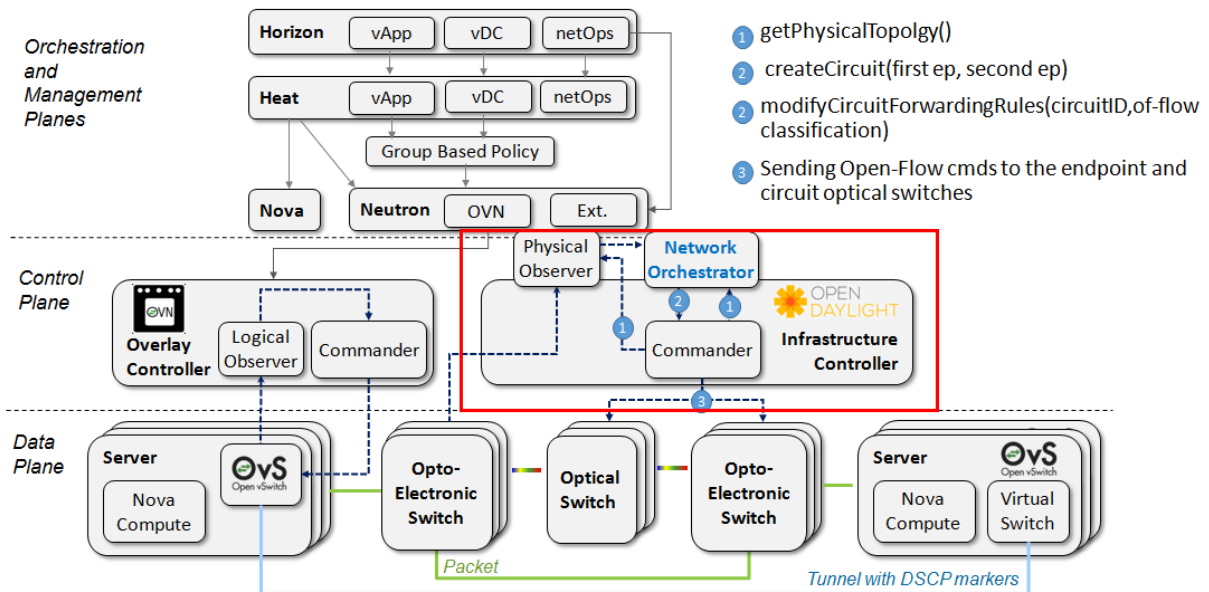 Orchestration
and
Management
Planes
Horizon
vApp
vDC
netOps
Heat
vApp
vDC
netOps
Group Based Policy
Nova
Neutron
OVN
Ext.
1 getPhysicalTopolgy()
2 createCircuit(first ep, second ep)
2 modifyCircuitForwardingRules(circuitID,of-flow
classification)
3 Sending Open-Flow cmds to the endpoint and
circuit optical switches
Control
Plane
OVN
Overlay
Controller
Logical
Observer
Commander
Physical
Observer
Network
Orchestrator
1
2
1
Commander
OPEN
DAYLIGHT
Infrastructure
Controller
3
Data
Plane
Server
OvS
Open vSwitch
Nova
Compute
Opto-
Electronic
Switch
Optical
Switch
Opto-
Electronic
Switch
Server
OvS
Open vSwitch
Nova
Compute
Virtual
Switch
Packet
Tunnel with DSCP markers